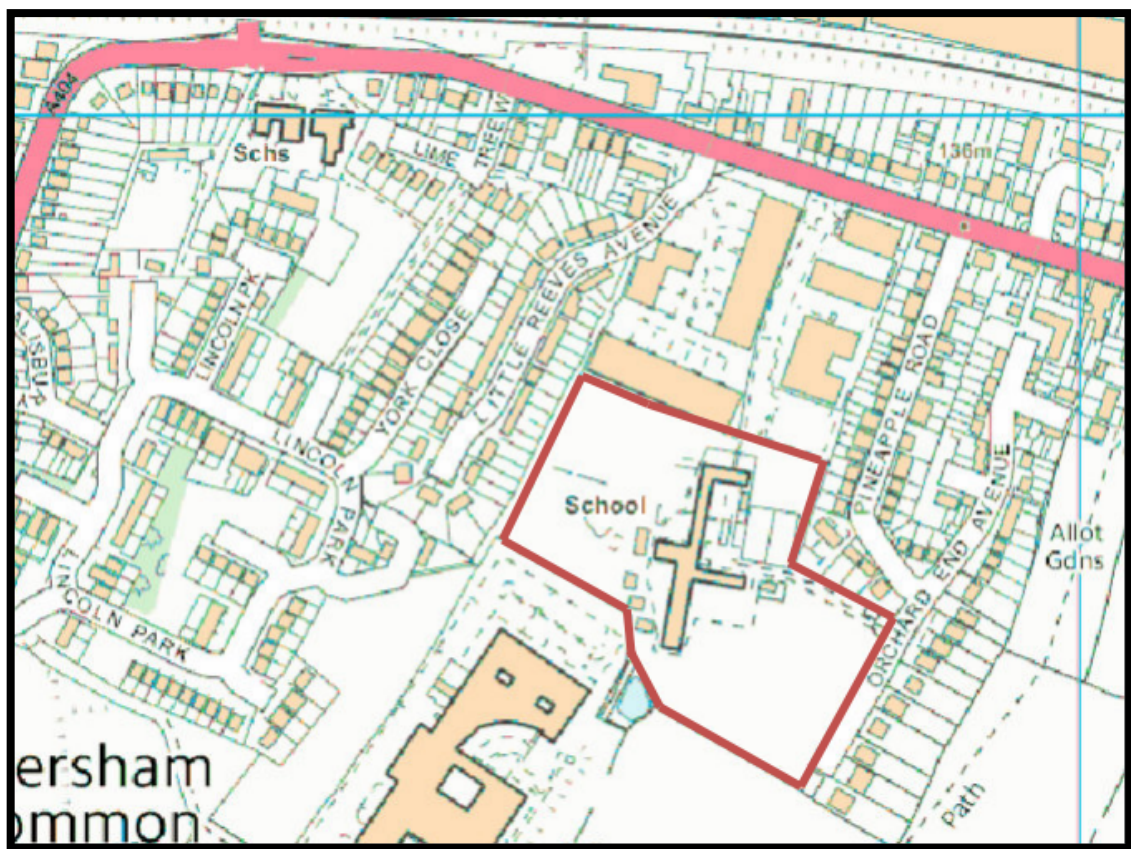 A404
Schs
LIME
TREE W
136m
LITTLE REEVES AVENUE
LINCOLN PK
YORK CLOSE
PINEAPPLE ROAD
LINCOLN PARK
School
ORCHARD END AVENUE
Allot
Gdns
LINCOLN PARK
ersham
ommon
Path